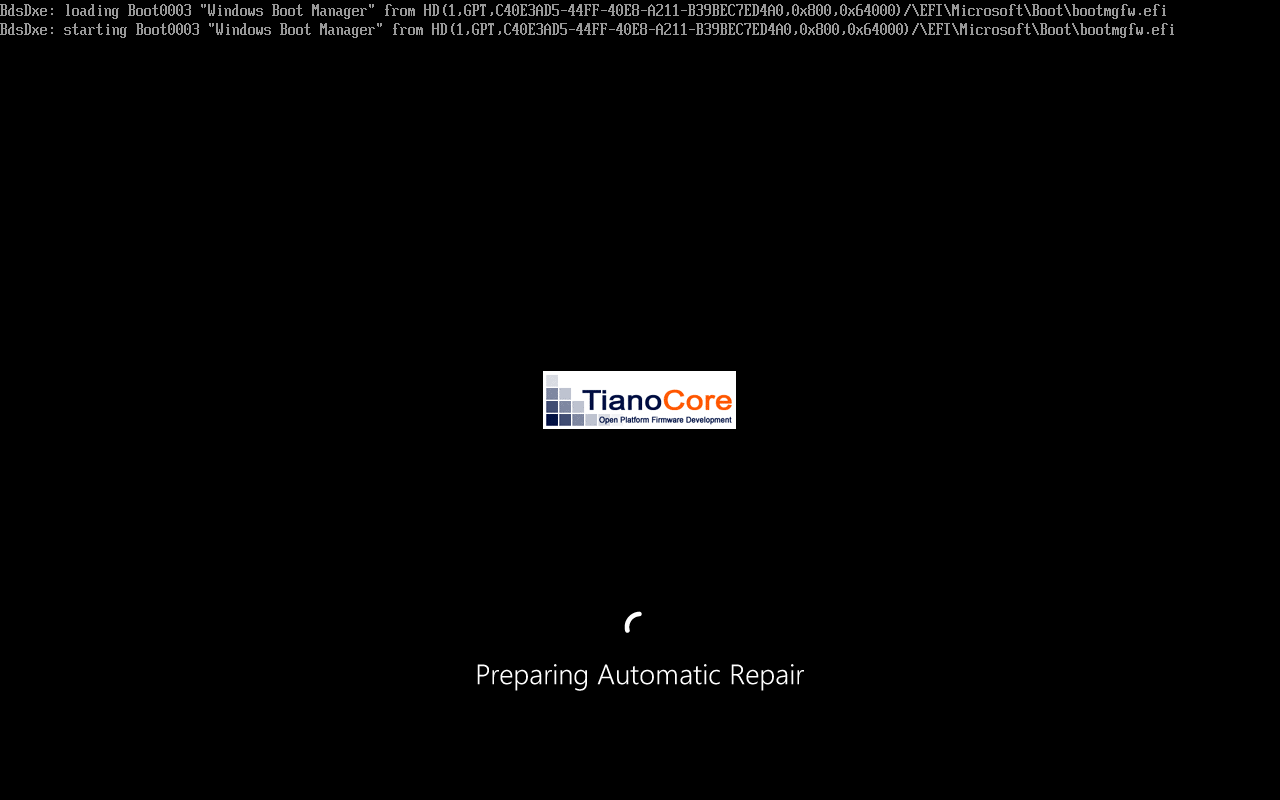 BdsDxe: loading Boot0003 "Windows Boot Manager" from HD(1,GPT,C40E3AD5-44FF-40E8-A211-B39BEC7ED4A0,0x800,0x64000)/\EFI\Microsoft\Boot\bootmgfw.efi
BdsDxe: starting Boot0003 "Windows Boot Manager" from HD(1,GPT,C40E3AD5-44FF-40E8-A211-B39BEC7ED4A0,0x800,0x64000)/\EFI\Microsoft\Boot\bootmgfw.efi
TianoCore
Open Platform Firmware Development
Preparing Automatic Repair